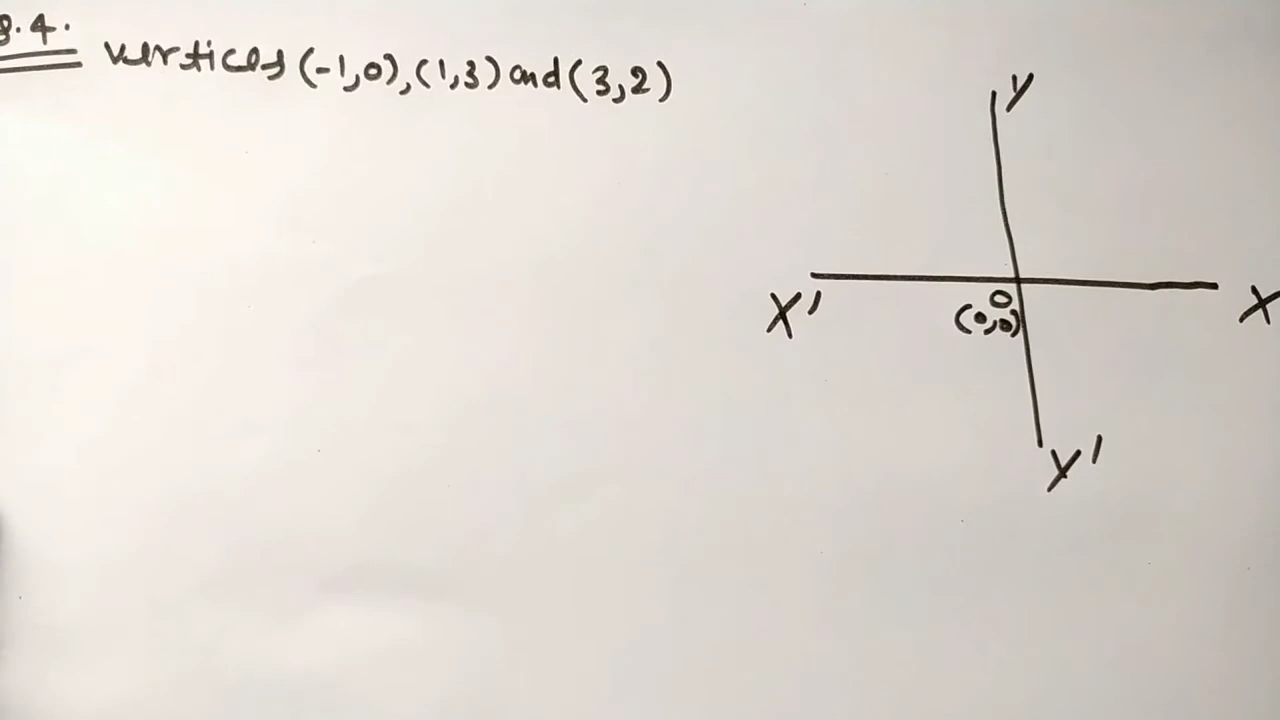 8.4.
vertices (-1,0), (1,3) and (3,2)
Y
X'
X
O
(0,0)
Y'